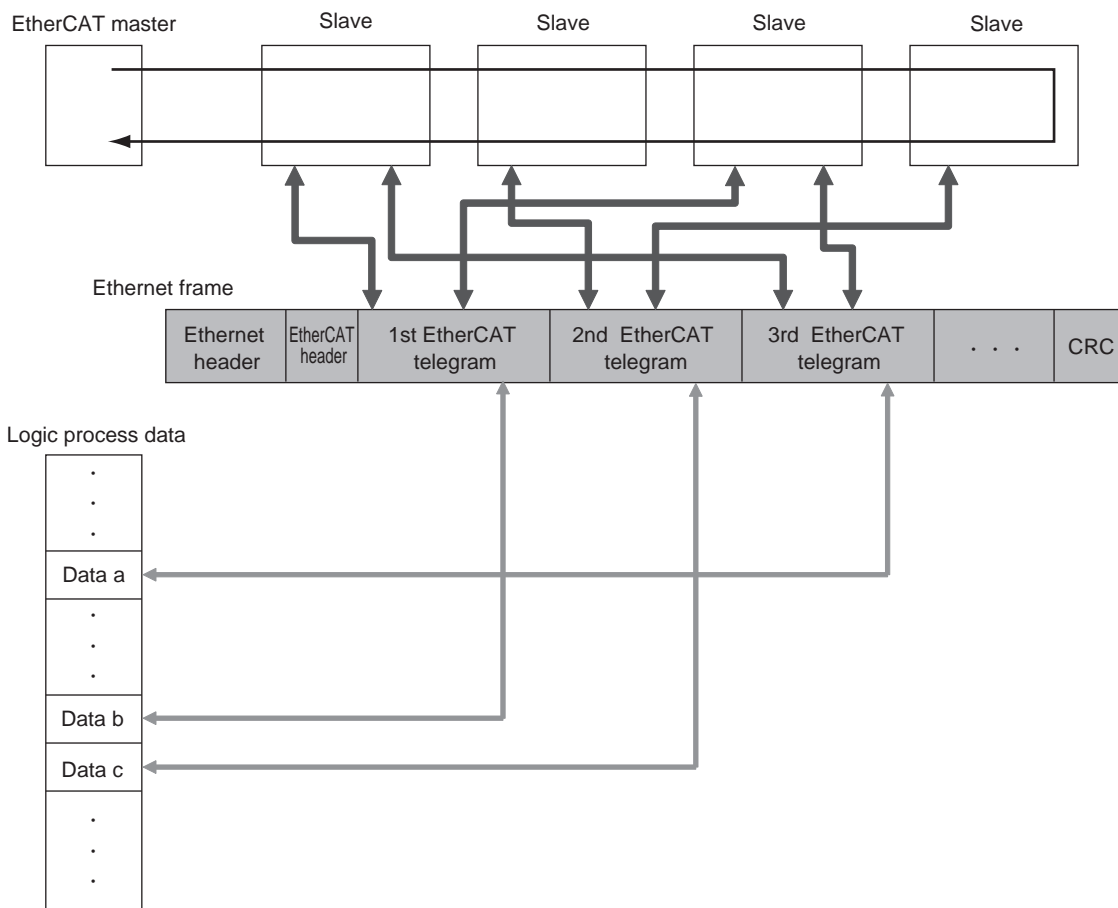 EtherCAT master
Slave
Slave
Slave
Slave
Ethernet frame
Ethernet
header
EtherCAT
header
1st EtherCAT
telegram
2nd EtherCAT
telegram
3rd EtherCAT
telegram
. . .
CRC
Logic process data
.
.
.
Data a
.
.
.
Data b
Data c
.
.
.